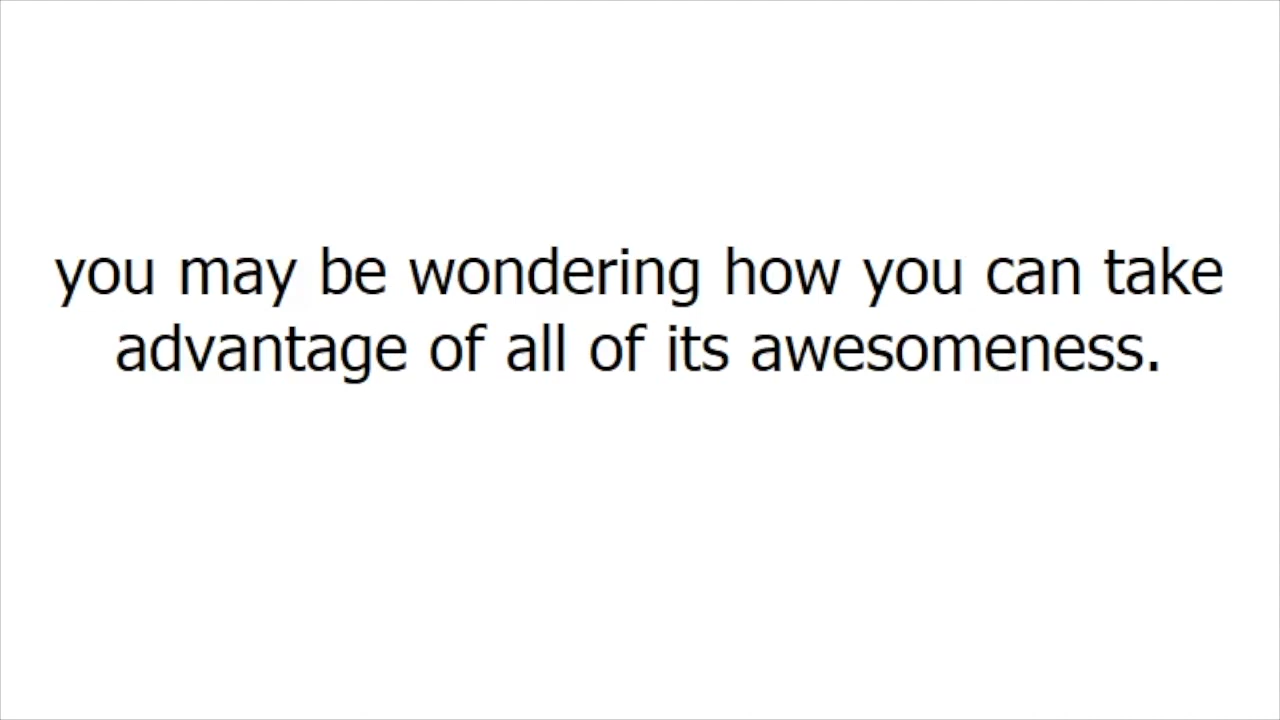 you may be wondering how you can take
advantage of all of its awesomeness.